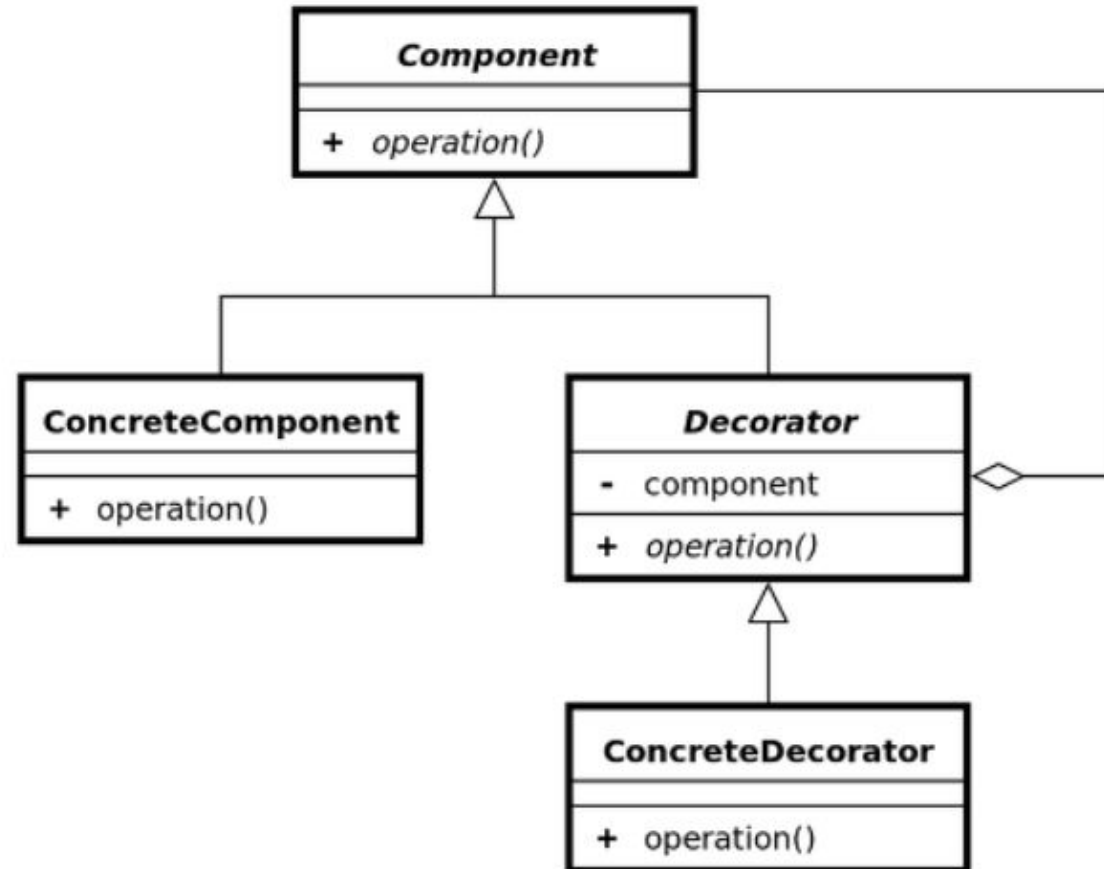 Component
+ operation()
ConcreteComponent
+ operation()
Decorator
- component
+ operation()
ConcreteDecorator
+ operation()